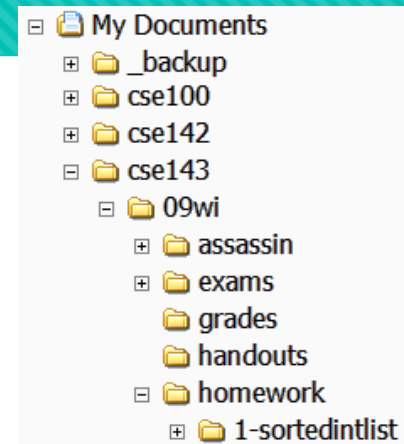 My Documents
_backup
cse100
cse142
cse143
09wi
assassin
exams
grades
handouts
homework
1-sortedintlist